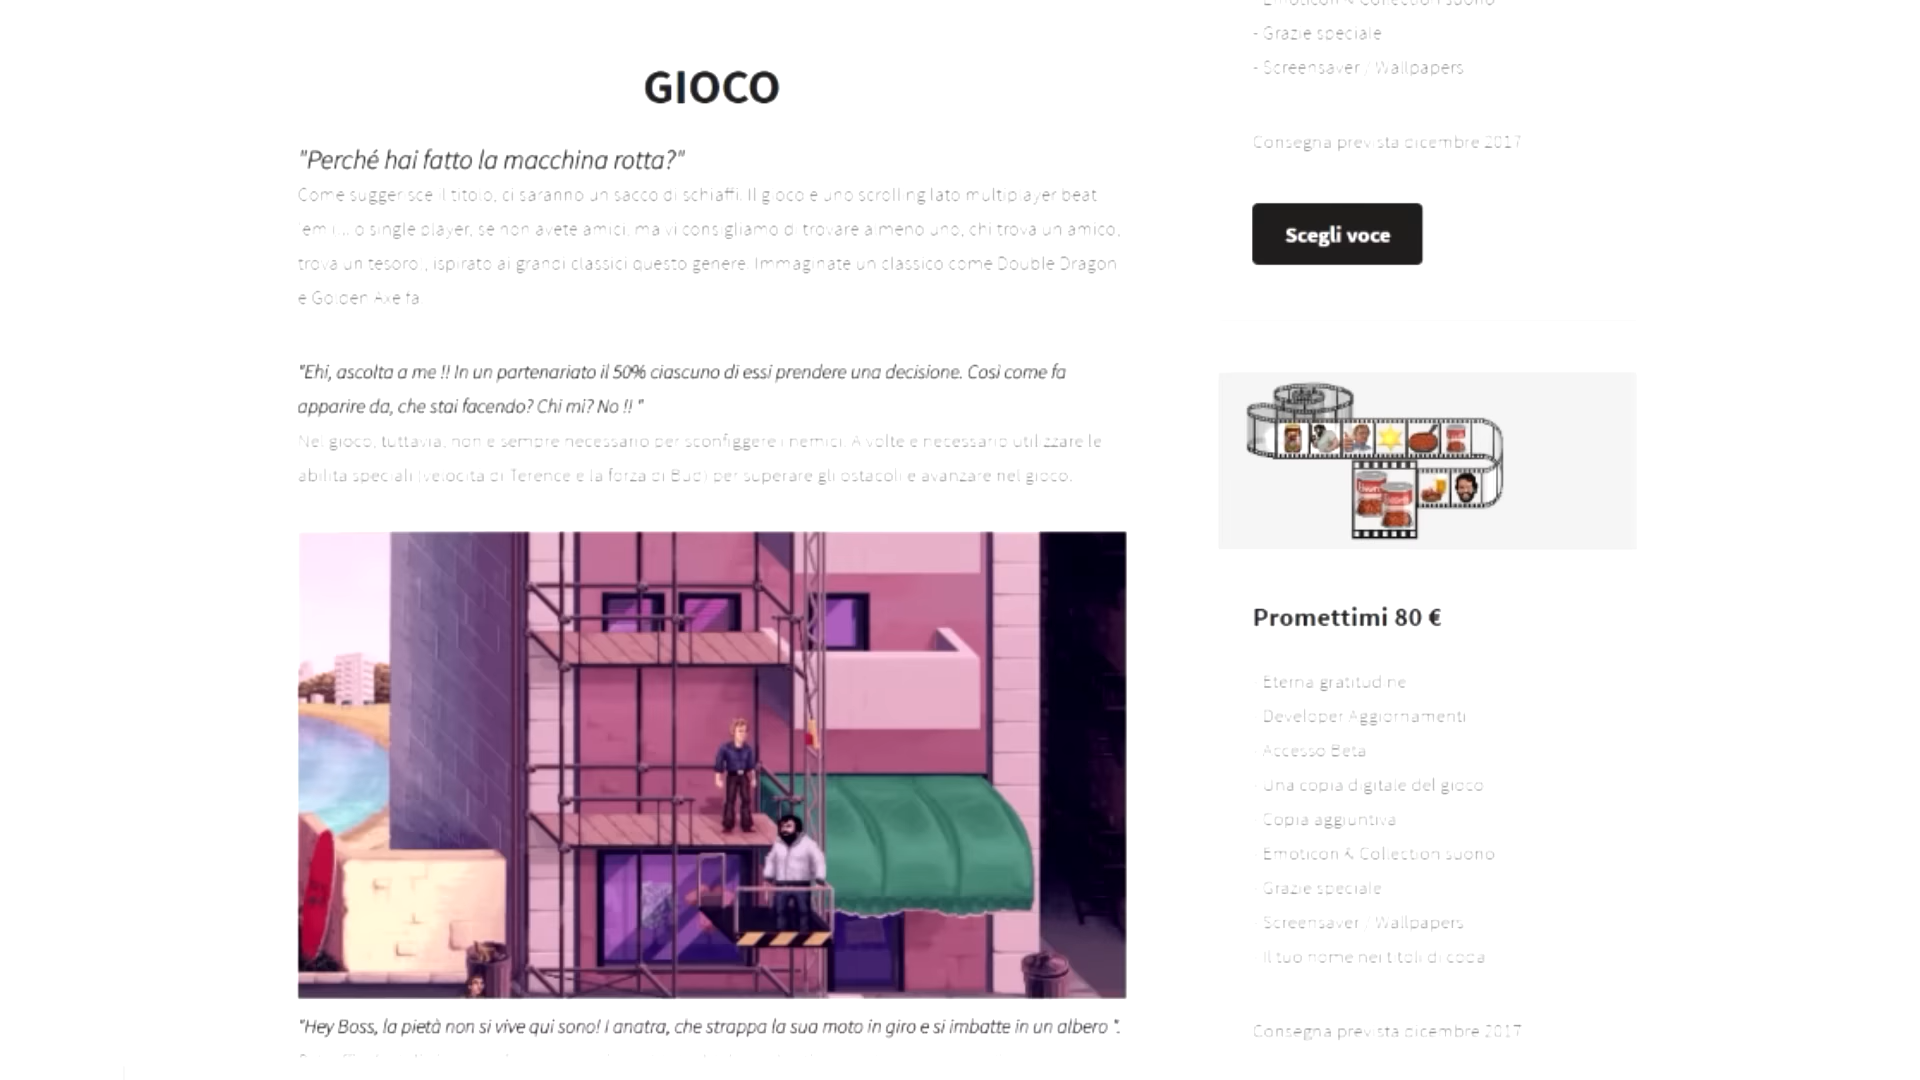 GIOCO
"Perché hai fatto la macchina rotta?"
Come suggerisce il titolo, ci saranno un sacco di schiaffi. Il gioco e uno scrolling lato multiplayer beat
em o single player, se non avete amici, ma vi consigliamo di trovare almeno uno, chi trova un amico,
trova un tesoro , ispirato ai grandi classici questo genere. Immaginate un classico come Double Dragon
e Golden Axe fa
"Ehi, ascolta a me !! In un partenariato il 50% ciascuno di essi prendere una decisione. Così come fa
apparire da, che stai facendo? Chi mi? No !! "
Nel gioco, tuttavia, non e sempre necessario per sconfiggere i nemici. A volte e necessario utilizzare le
abilita speciali (velocita di Terence e la forza di Bud) per superare gli ostacoli e avanzare nel gioco.
"Hey Boss, la pietà non si vive qui sono! I anatra, che strappa la sua moto in giro e si imbatte in un albero ".
- Emoticon & Collection suono
- Grazie speciale
- Screensaver / Wallpapers
Consegna prevista dicembre 2017
Scegli voce
Promettimi 80 €
Eterna gratitudine
Developer Aggiornamenti
Accesso Beta
- Una copia digitale del gioco
- Copia aggiuntiva
Emoticon & Collection suono
- Grazie speciale
Screensaver / Wallpapers
Il tuo nome nei titoli di coda
Consegna prevista dicembre 2017